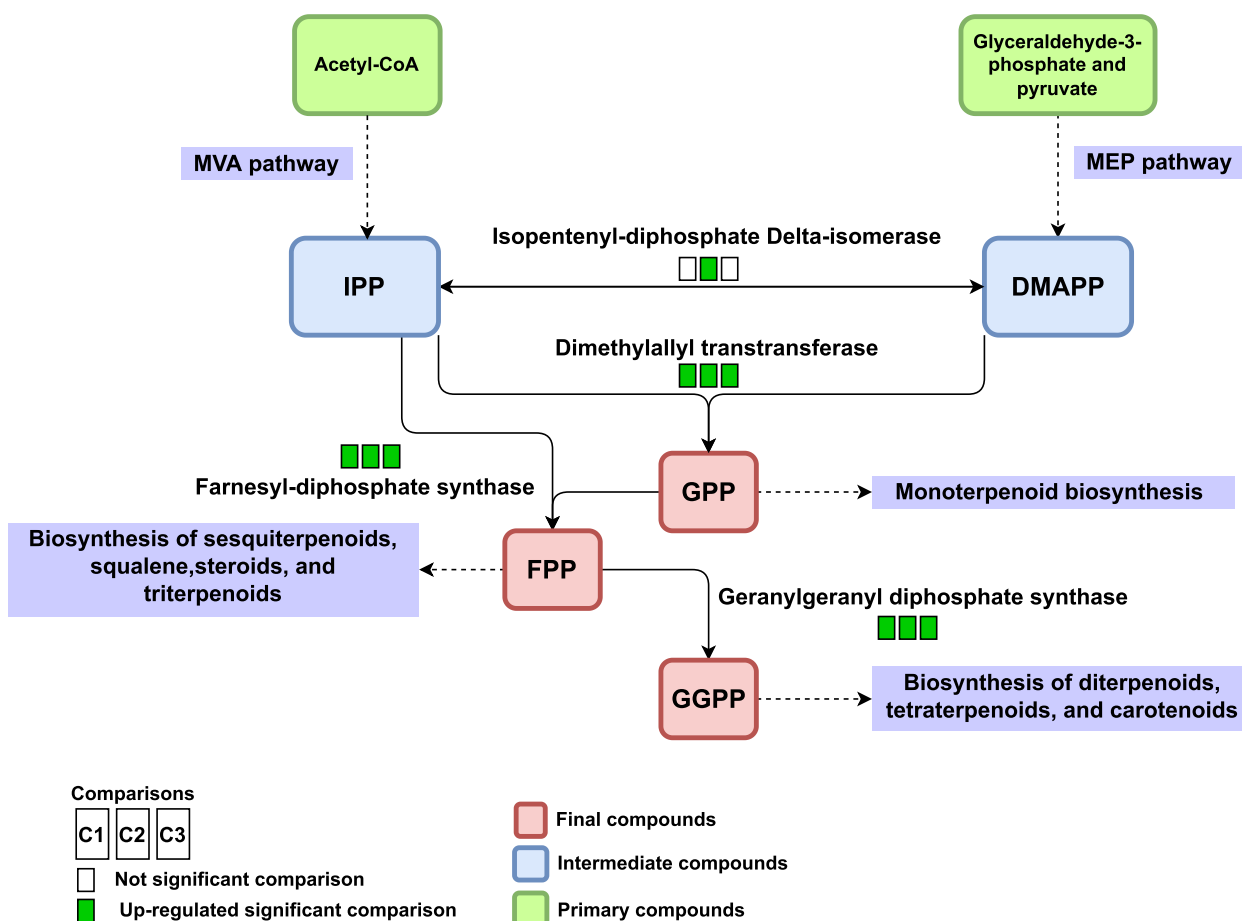 Acetyl-CoA
Glyceraldehyde-3-
phosphate and
pyruvate
MVA pathway
MEP pathway
Isopentenyl-diphosphate Delta-isomerase
IPP
DMAPP
Dimethylallyl transtransferase
Farnesyl-diphosphate synthase
GPP
Monoterpenoid biosynthesis
Biosynthesis of sesquiterpenoids,
squalene,steroids, and
triterpenoids
FPP
Geranylgeranyl diphosphate synthase
GGPP
Biosynthesis of diterpenoids,
tetraterpenoids, and carotenoids
Comparisons
C1 C2 C3
Not significant comparison
Up-regulated significant comparison
Final compounds
Intermediate compounds
Primary compounds